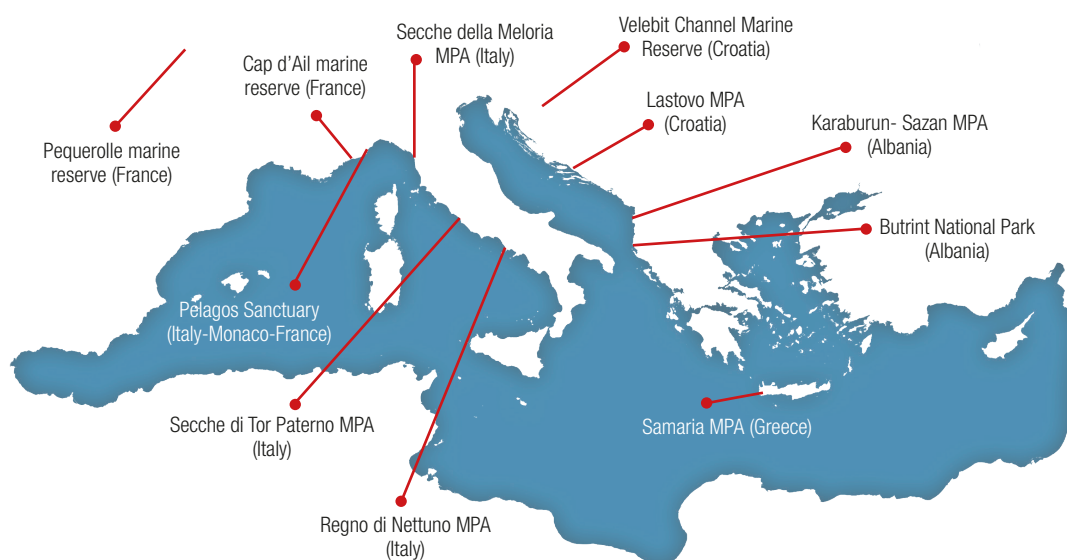 Secche della Meloria
MPA (Italy)
Velebit Channel Marine
Reserve (Croatia)
Cap d’Ail marine
reserve (France)
Lastovo MPA
(Croatia)
Karaburun- Sazan MPA
(Albania)
Pequerolle marine
reserve (France)
Butrint National Park
(Albania)
Pelagos Sanctuary
(Italy-Monaco-France)
Secche di Tor Paterno MPA
(Italy)
Samaria MPA (Greece)
Regno di Nettuno MPA
(Italy)